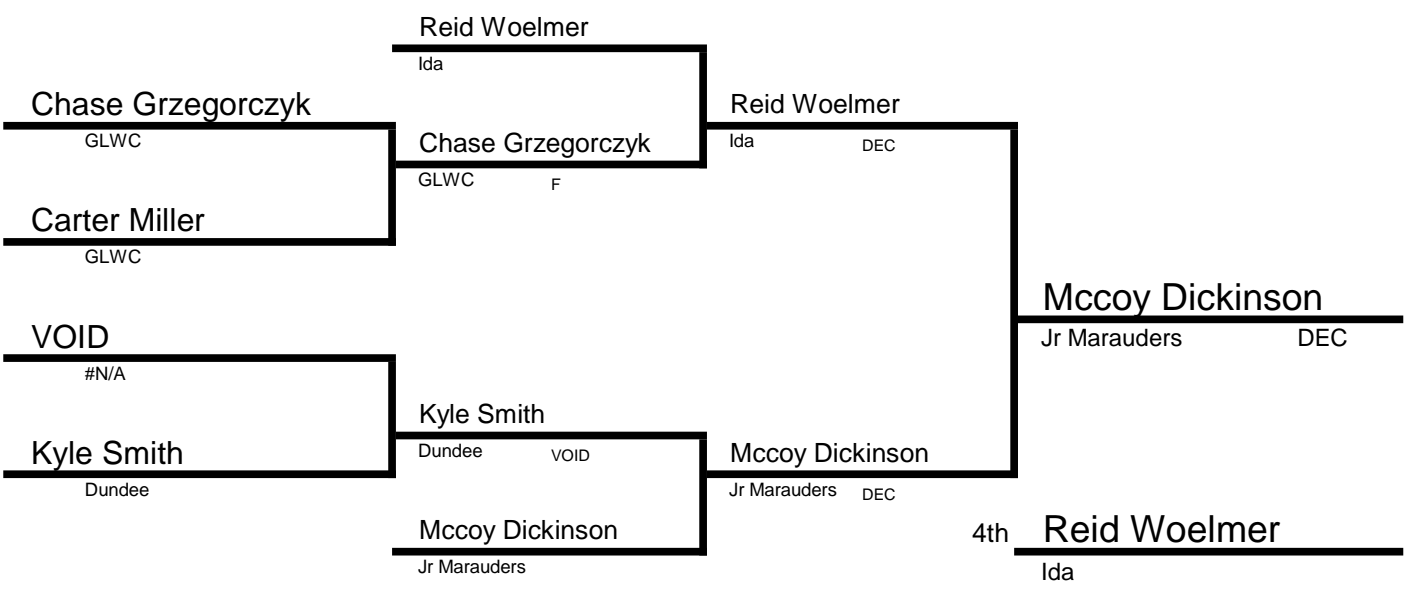 Reid Woelmer
Ida
Chase Grzegorczyk
GLWC
Reid Woelmer
Ida DEC
Chase Grzegorczyk
GLWC F
Carter Miller
GLWC
Mccoy Dickinson
Jr Marauders DEC
VOID
#N/A
Kyle Smith
Dundee VOID
Kyle Smith
Dundee
Mccoy Dickinson
Jr Marauders DEC
Mccoy Dickinson
Jr Marauders
4th Reid Woelmer
Ida